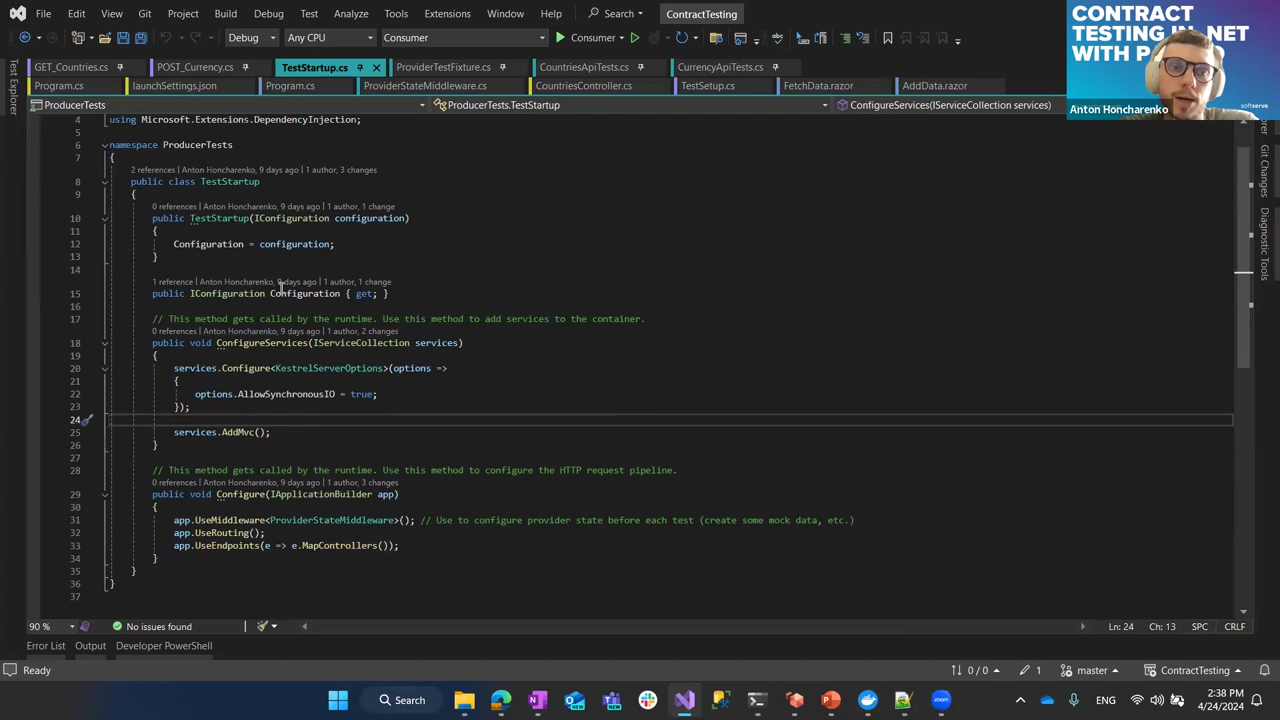 File Edit View Git Project Build Debug Test Analyze Tools Extensions Window Help Search ContractTesting
Debug Any CPU Consumer Consumer
GET_Countries.cs POST_Currency.cs TestStartup.cs ProviderTestFixture.cs CountriesApiTests.cs CurrencyApiTests.cs
Program.cs launchSettings.json Program.cs ProviderStateMiddleware.cs CountriesController.cs TestSetup.cs FetchData.razor AddData.razor
ProducerTests ProducerTests.TestStartup ConfigureServices(IServiceCollection services)
CONTRACT
TESTING IN .NET
WITH P
Anton Honcharenko
softserve
Test Explorer
Git Changes
Diagnostic Tools
4 using Microsoft.Extensions.DependencyInjection;
5
6 namespace ProducerTests
7 {
2 references | Anton Honcharenko, 9 days ago | 1 author, 3 changes
8 public class TestStartup
9 {
0 references | Anton Honcharenko, 9 days ago | 1 author, 1 change
10 public TestStartup(IConfiguration configuration)
11 {
12 Configuration = configuration;
13 }
14
1 reference | Anton Honcharenko, 9 days ago | 1 author, 1 change
15 public IConfiguration Configuration { get; }
16
17 // This method gets called by the runtime. Use this method to add services to the container.
0 references | Anton Honcharenko, 9 days ago | 1 author, 2 changes
18 public void ConfigureServices(IServiceCollection services)
19 {
20 services.Configure<KestrelServerOptions>(options =>
21 {
22 options.AllowSynchronousIO = true;
23 });
24
25 services.AddMvc();
26 }
27
28 // This method gets called by the runtime. Use this method to configure the HTTP request pipeline.
0 references | Anton Honcharenko, 9 days ago | 1 author, 3 changes
29 public void Configure(IApplicationBuilder app)
30 {
31 app.UseMiddleware<ProviderStateMiddleware>(); // Use to configure provider state before each test (create some mock data, etc.)
32 app.UseRouting();
33 app.UseEndpoints(e => e.MapControllers());
34 }
35 }
36 }
37
90 % No issues found Ln: 24 Ch: 13 SPC CRLF
Error List Output Developer PowerShell
Ready 0 / 0 1 master ContractTesting
Search ENG 2:38 PM
4/24/2024